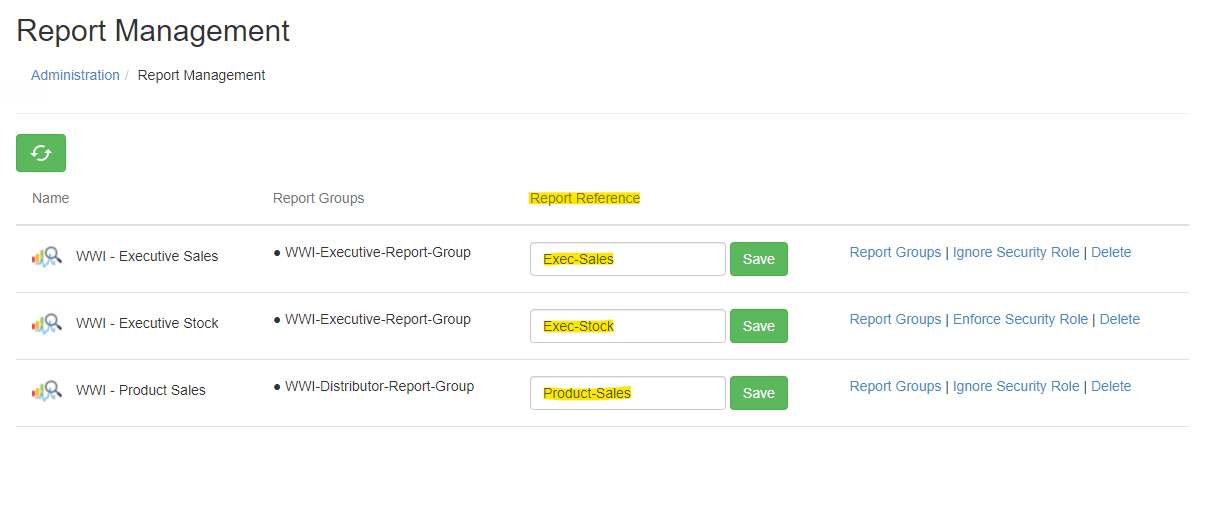 Report Management
Administration / Report Management
Name Report Groups Report Reference
WWI - Executive Sales ● WWI-Executive-Report-Group Exec-Sales Save Report Groups | Ignore Security Role | Delete
WWI - Executive Stock ● WWI-Executive-Report-Group Exec-Stock Save Report Groups | Enforce Security Role | Delete
WWI - Product Sales ● WWI-Distributor-Report-Group Product-Sales Save Report Groups | Ignore Security Role | Delete